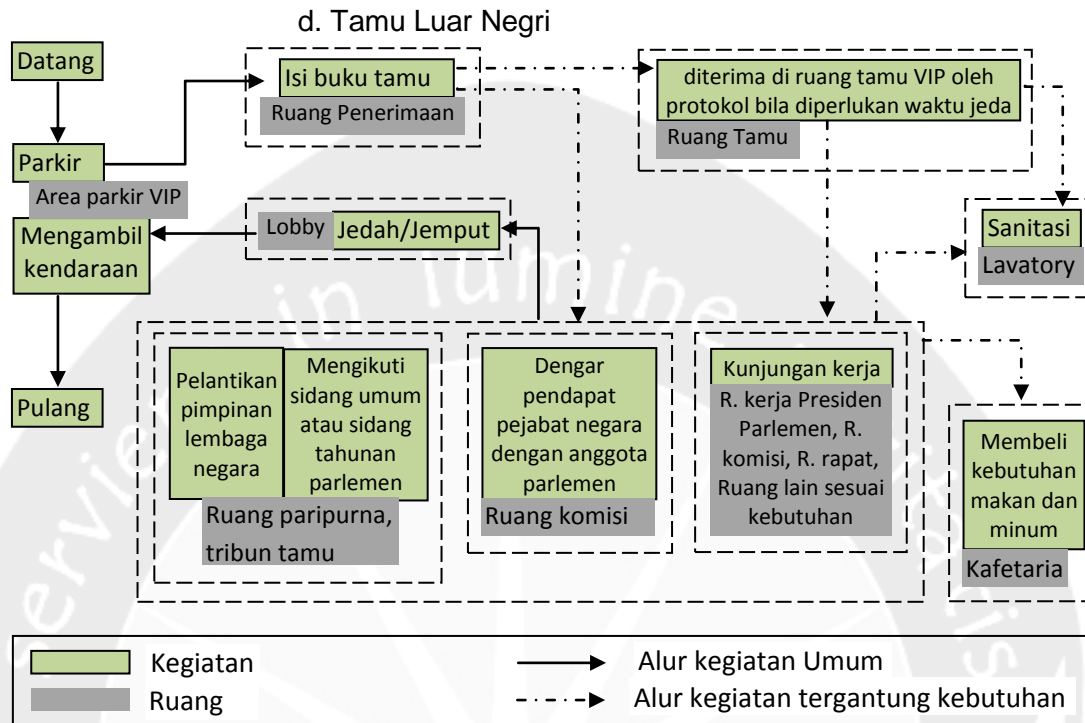 d. Tamu Luar Negri
Datang
Isi buku tamu
Ruang Penerimaan
diterima di ruang tamu VIP oleh
protokol bila diperlukan waktu jeda
Ruang Tamu
Parkir
Area parkir VIP
Mengambil
kendaraan
Lobby
Jedah/Jemput
Sanitasi
Lavatory
Pulang
Pelantikan
pimpinan
lembaga
negara
Mengikuti
sidang umum
atau sidang
tahunan
parlemen
Ruang paripurna,
tribun tamu
Dengar
pendapat
pejabat negara
dengan anggota
parlemen
Ruang komisi
Kunjungan kerja
R. kerja Presiden
Parlemen, R.
komisi, R. rapat,
Ruang lain sesuai
kebutuhan
Membeli
kebutuhan
makan dan
minum
Kafetaria
Kegiatan
Ruang
Alur kegiatan Umum
Alur kegiatan tergantung kebutuhan
in lumine